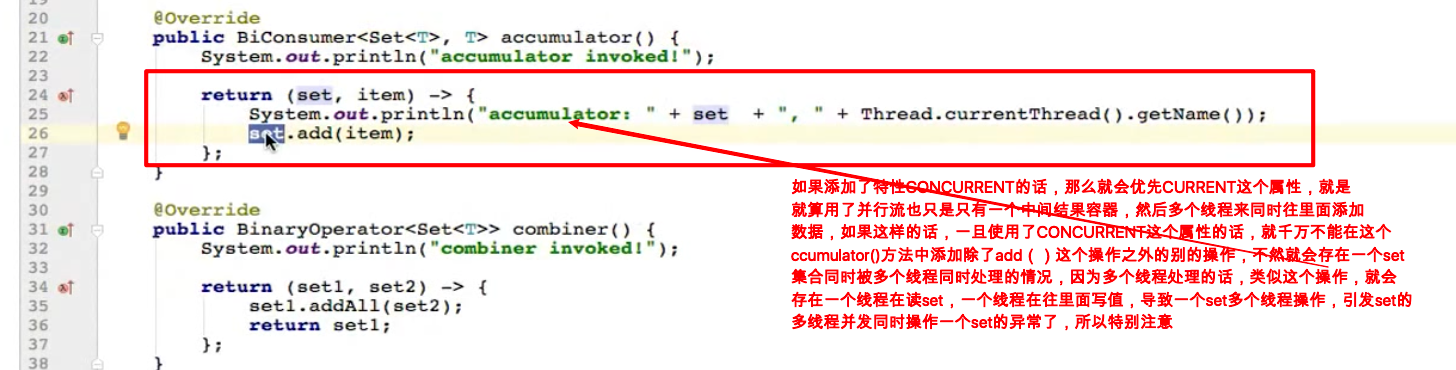 19
20 @Override
21 public BiConsumer<Set<T>, T> accumulator() {
22 System.out.println("accumulator invoked!");
23
24 return (set, item) -> {
25 System.out.println("accumulator: " + set + ", " + Thread.currentThread().getName());
26 set.add(item);
27 };
28 }
29
30 @Override
31 public BinaryOperator<Set<T>> combiner() {
32 System.out.println("combiner invoked!");
33
34 return (set1, set2) -> {
35 set1.addAll(set2);
36 return set1;
37 };
38 }
如果添加了特性CONCURRENT的话，那么就会优先CURRENT这个属性，就是
就算用了并行流也只是只有一个中间结果容器，然后多个线程来同时往里面添加
数据，如果这样的话，一旦使用了CONCURRENT这个属性的话，就千万不能在这个
ccumulator()方法中添加除了add（）这个操作之外的别的操作，不然就会存在一个set
集合同时被多个线程同时处理的情况，因为多个线程处理的话，类似这个操作，就会
存在一个线程在读set，一个线程在往里面写值，导致一个set多个线程操作，引发set的
多线程并发同时操作一个set的异常了，所以特别注意